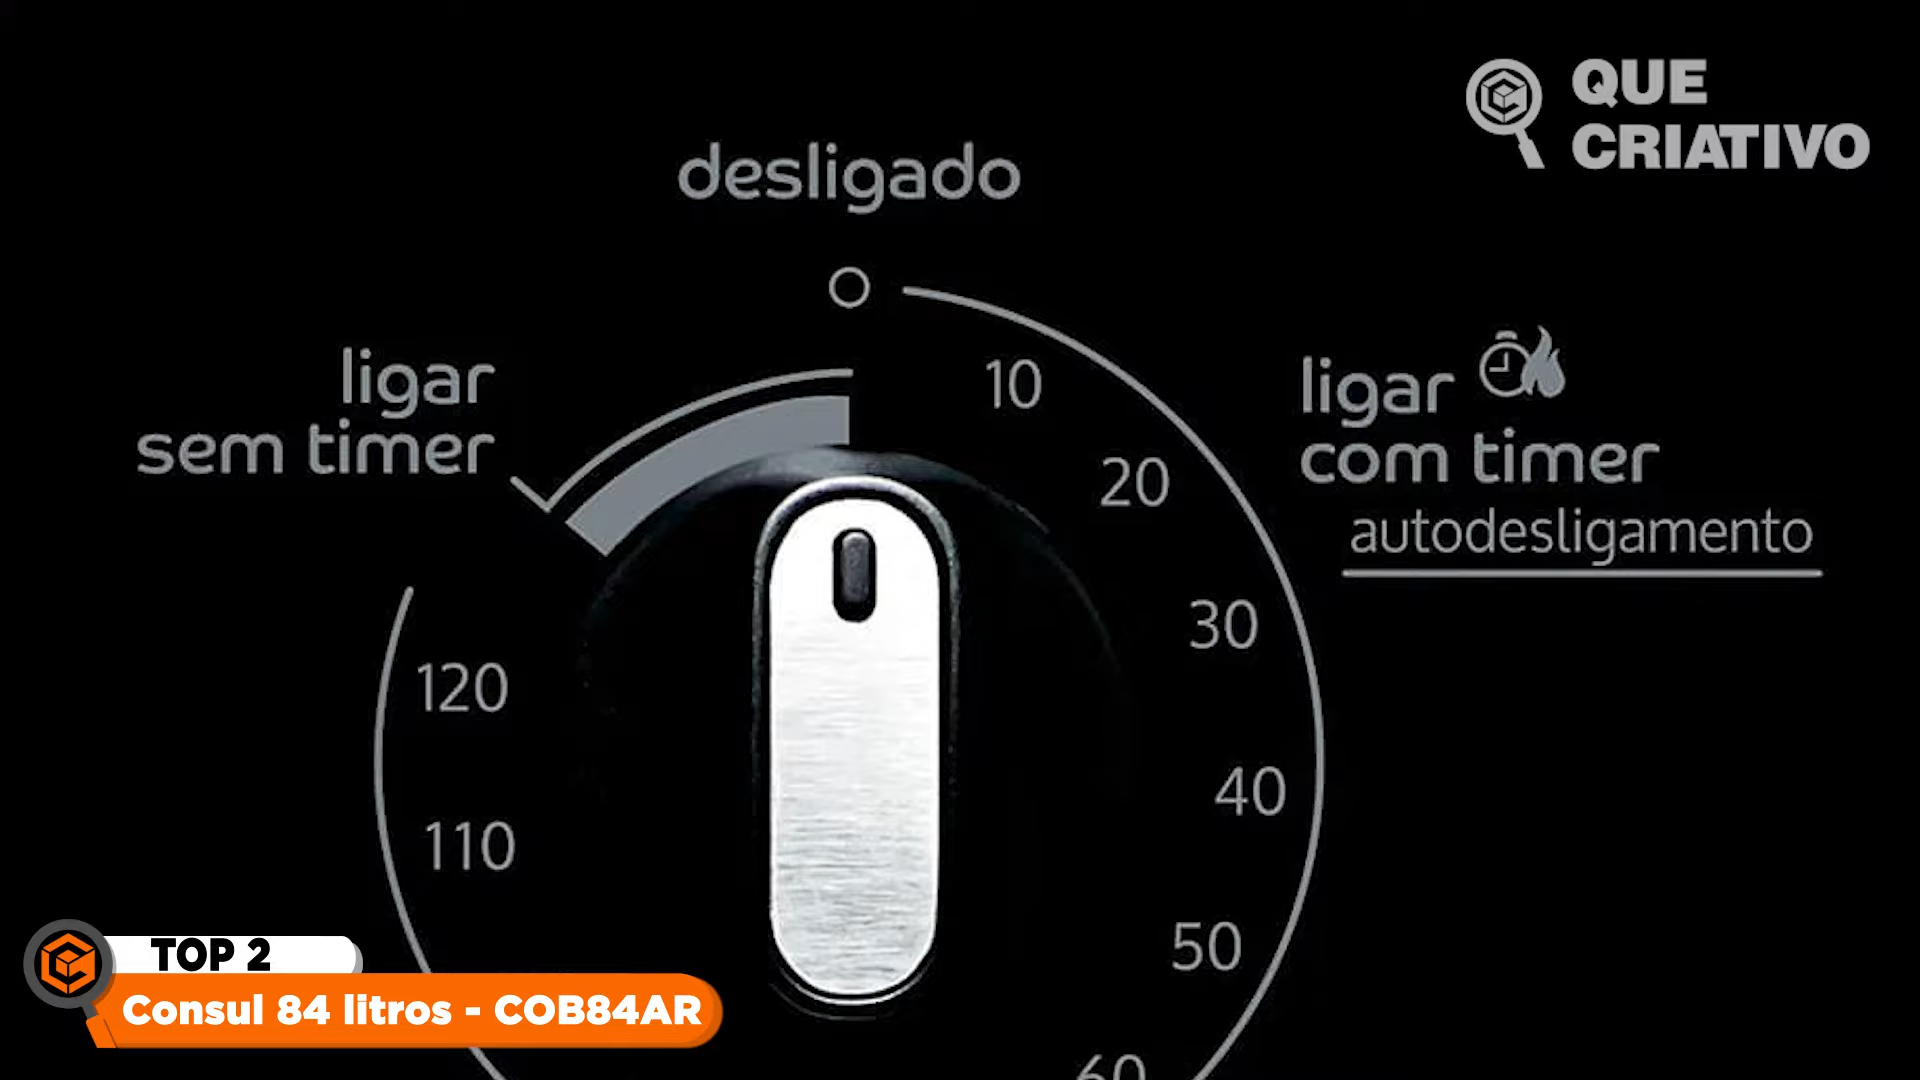 QUE
CRIATIVO
desligado
ligar
sem timer
ligar
com timer
autodesligamento
10
20
30
40
50
60
110
120
TOP 2
Consul 84 litros - COB84AR